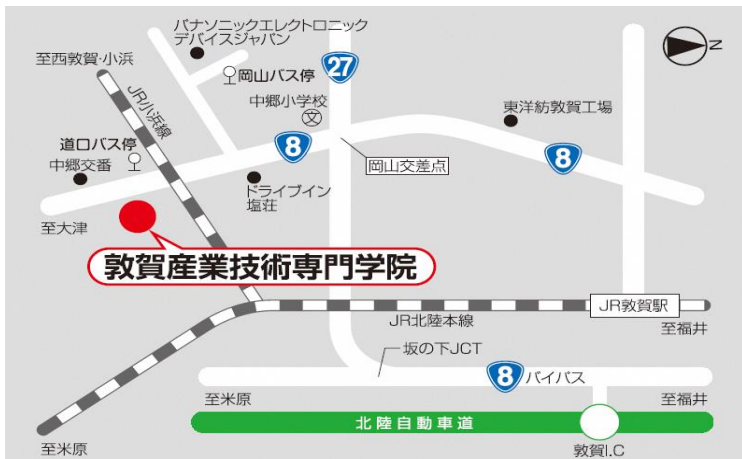 パナソニックエレクトロニック
デバイスジャパン
至西敦賀・小浜
岡山バス停
27
N
JR小浜線
中郷小学校
文
東洋紡敦賀工場
道口バス停
中郷交番
8
岡山交差点
8
ドライブイン
塩荘
至大津
敦賀産業技術専門学院
JR敦賀駅
JR北陸本線
至福井
坂の下JCT
8
バイパス
至米原
至福井
北陸自動車道
至米原
敦賀I.C